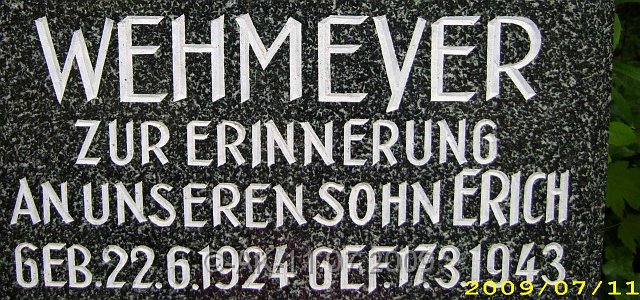 WEHMEYER
ZUR ERINNERUNG
AN UNSEREN SOHN ERICH
GEB. 22.6.1924 GEF. 17.3.1943
2009/07/11